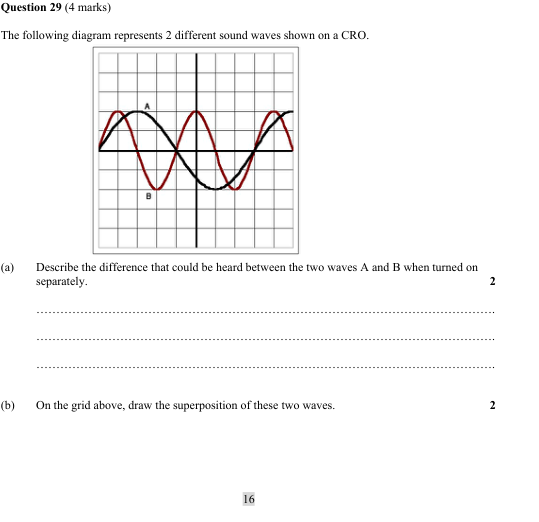 Question 29 (4 marks)
The following diagram represents 2 different sound waves shown on a CRO.
A
B
(a) Describe the difference that could be heard between the two waves A and B when turned on
separately. 2
(b) On the grid above, draw the superposition of these two waves. 2
16